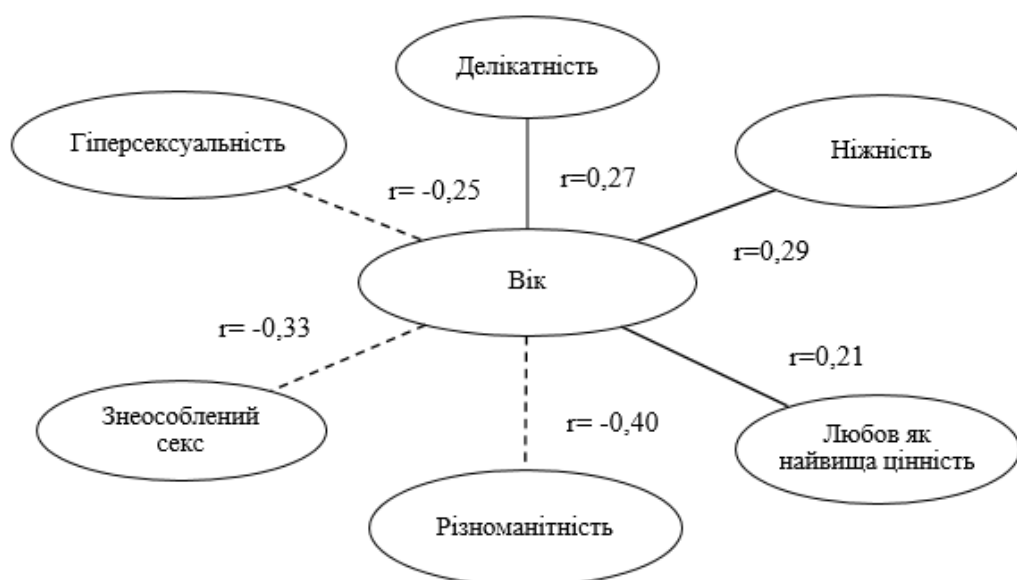 Делікатність
Гіперсексуальність
Ніжність
r= -0,25
r=0,27
r=0,29
Вік
r= -0,33
r=0,21
Знеособлений
секс
r= -0,40
Любов як
найвища цінність
Різноманітність